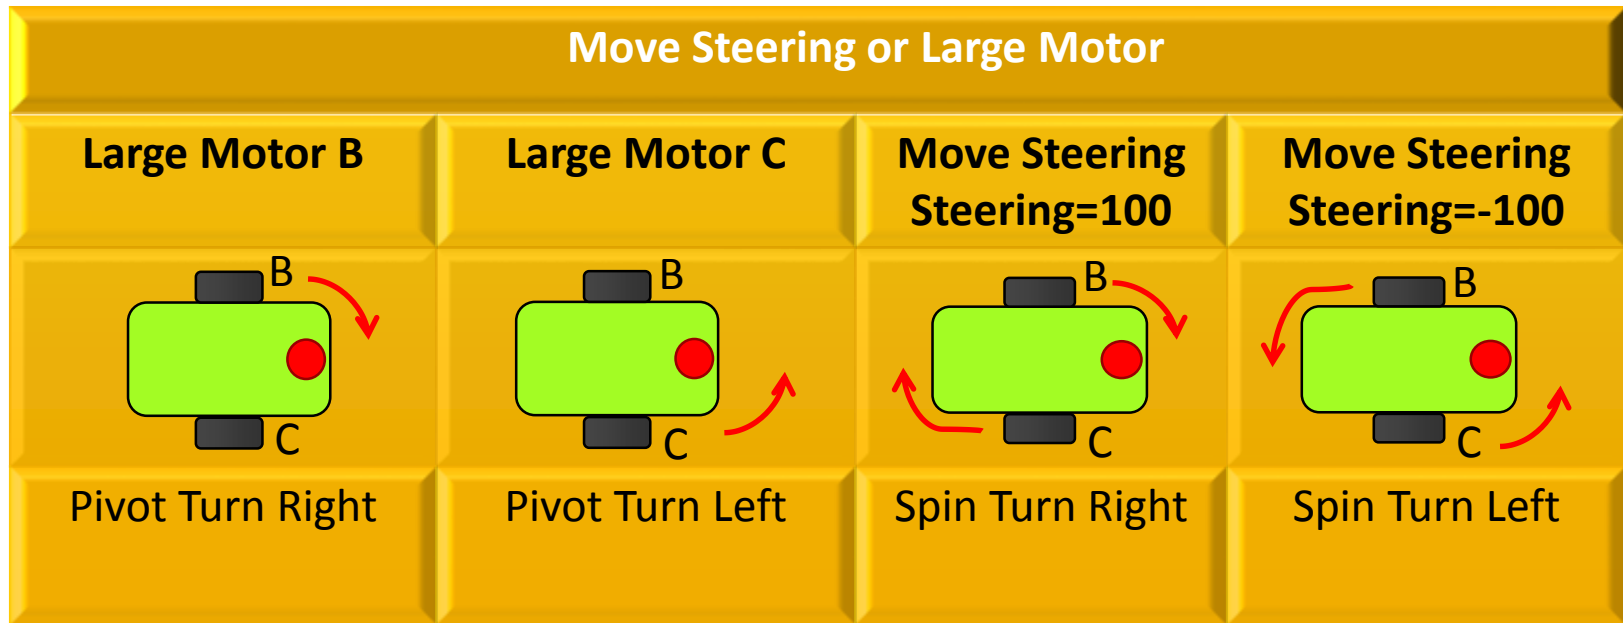 Move Steering or Large Motor
Large Motor B
Large Motor C
Move Steering
Steering=100
Move Steering
Steering=-100
B
C
B
C
B
C
B
C
Pivot Turn Right
Pivot Turn Left
Spin Turn Right
Spin Turn Left